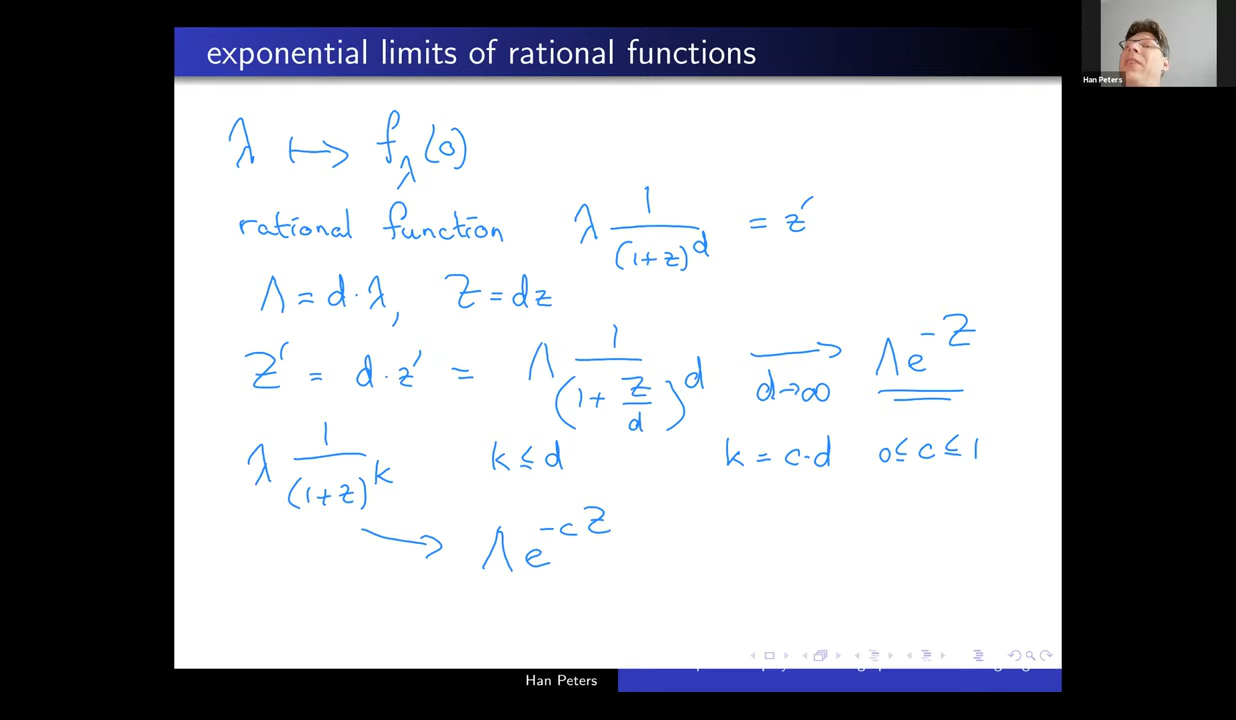 exponential limits of rational functions
Han Peters
λ ↦ f_λ(0)
rational function λ 1/(1+z)^d = z′
Λ = d·λ, Z = dz
Z′ = d·z′ = Λ 1/(1+Z/d)^d → d→∞ Λe^{-Z}
λ 1/(1+z)^k k ≤ d k = c·d 0 ≤ c ≤ 1
→ Λe^{-cZ}
Han Peters